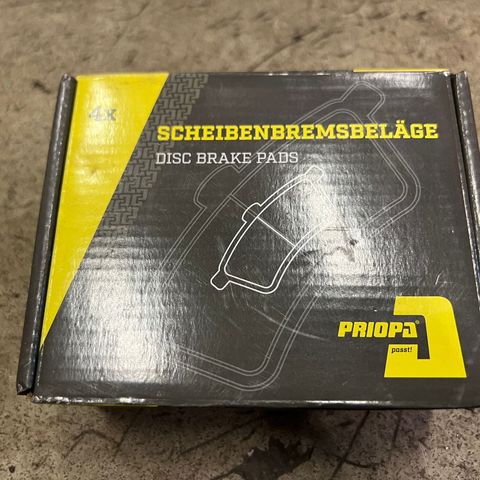 4x
SCHEIBENBREMSBELÄGE
DISC BRAKE PADS
PRIOPA®
passt!